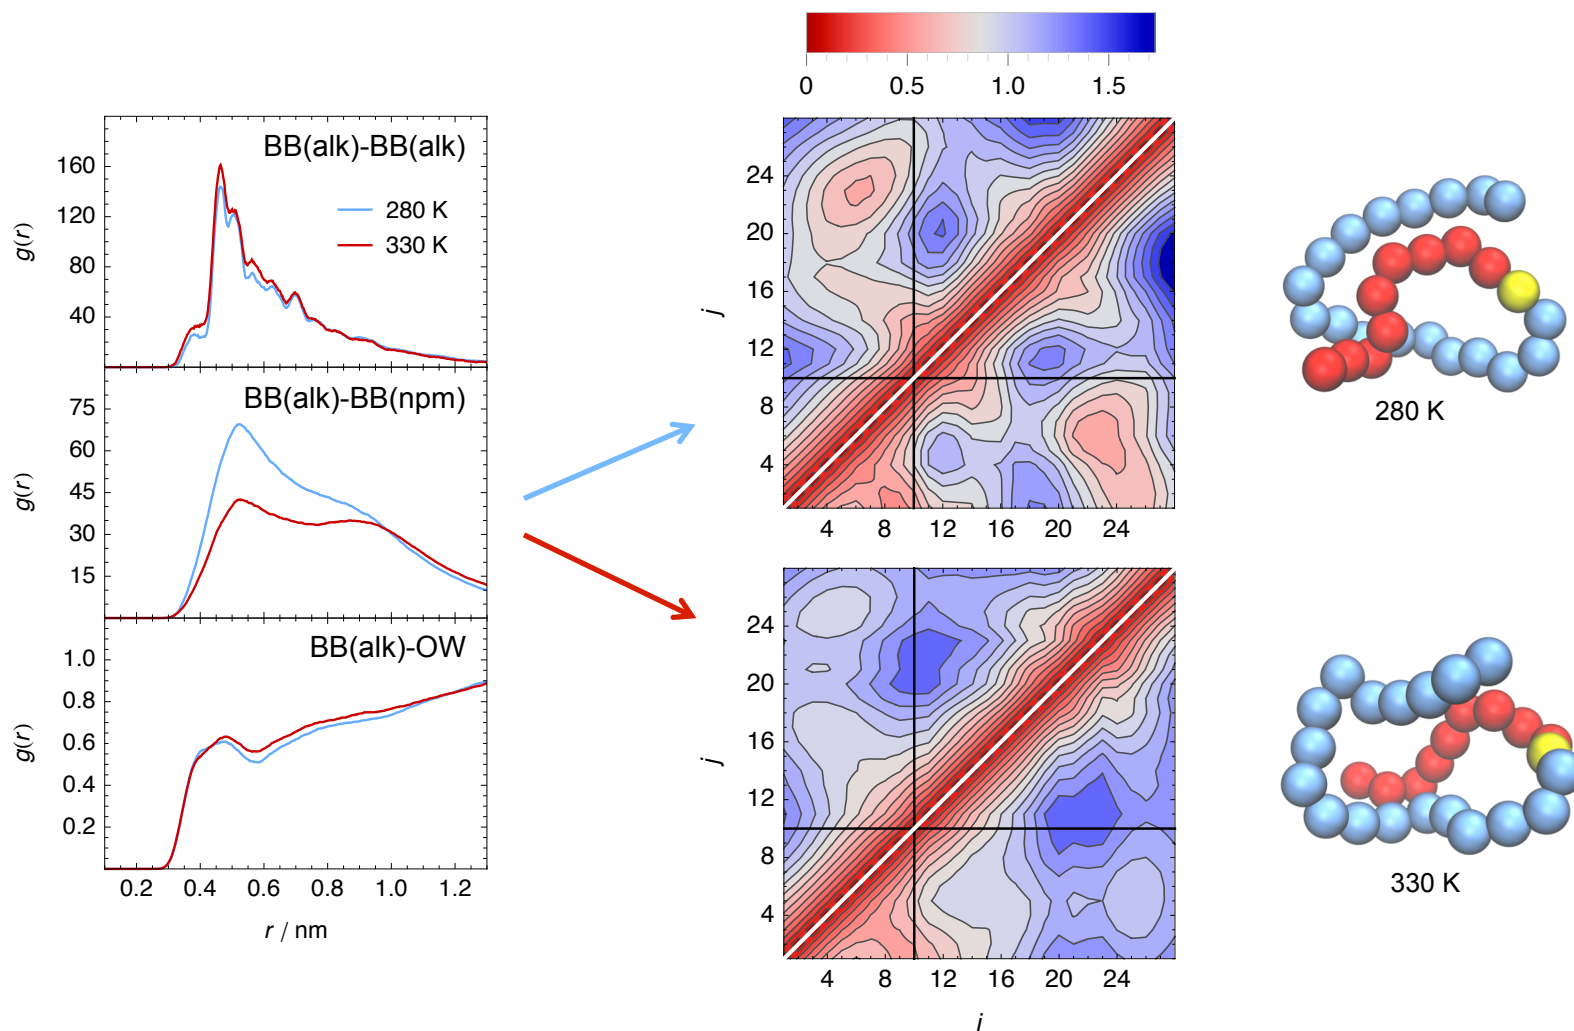 0 0.5 1.0 1.5
BB(alk)-BB(alk)
160
120
80
40
g(r)
280 K
330 K
BB(alk)-BB(npm)
75
60
45
30
15
g(r)
BB(alk)-OW
1.0
0.8
0.6
0.4
0.2
g(r)
0.2 0.4 0.6 0.8 1.0 1.2
r / nm
24
20
16
12
8
4
j
4 8 12 16 20 24
280 K
24
20
16
12
8
4
j
4 8 12 16 20 24
i
330 K